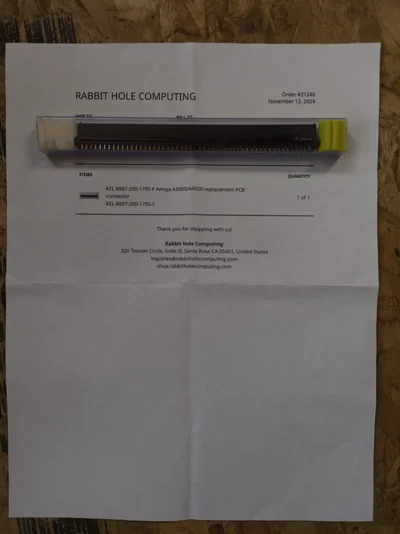 RABBIT HOLE COMPUTING
Order #21246
November 13, 2024
SHIP TO
BILL TO
ITEMS
QUANTITY
KEL 8807-200-170S-F Amiga A3000/A4000 replacement PCB
connector
KEL-8807-200-170S-F
1 of 1
Thank you for shopping with us!
Rabbit Hole Computing
320 Tesconi Circle, Suite G, Santa Rosa CA 95401, United States
inquiries@rabbitholecomputing.com
shop.rabbitholecomputing.com